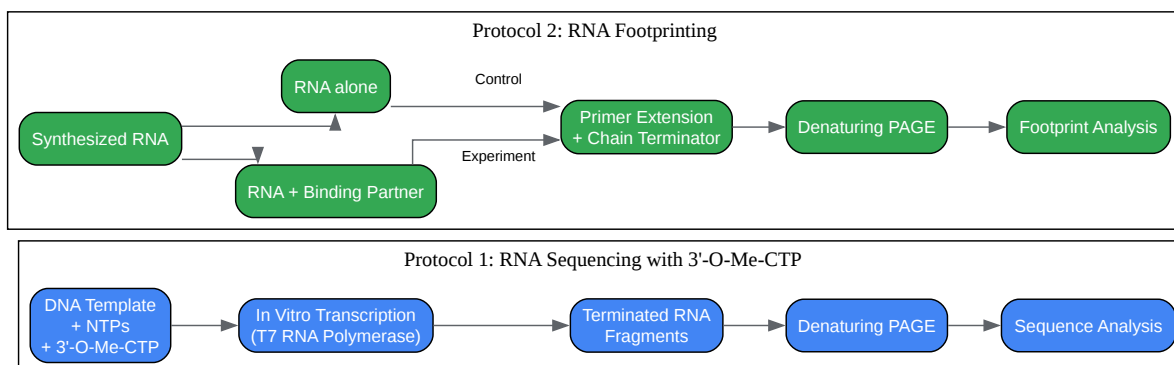 Protocol 2: RNA Footprinting
RNA alone
Control
Synthesized RNA
Primer Extension
+ Chain Terminator
Denaturing PAGE
Footprint Analysis
Experiment
RNA + Binding Partner
Protocol 1: RNA Sequencing with 3'-O-Me-CTP
DNA Template
+ NTPs
+ 3'-O-Me-CTP
In Vitro Transcription
(T7 RNA Polymerase)
Terminated RNA
Fragments
Denaturing PAGE
Sequence Analysis